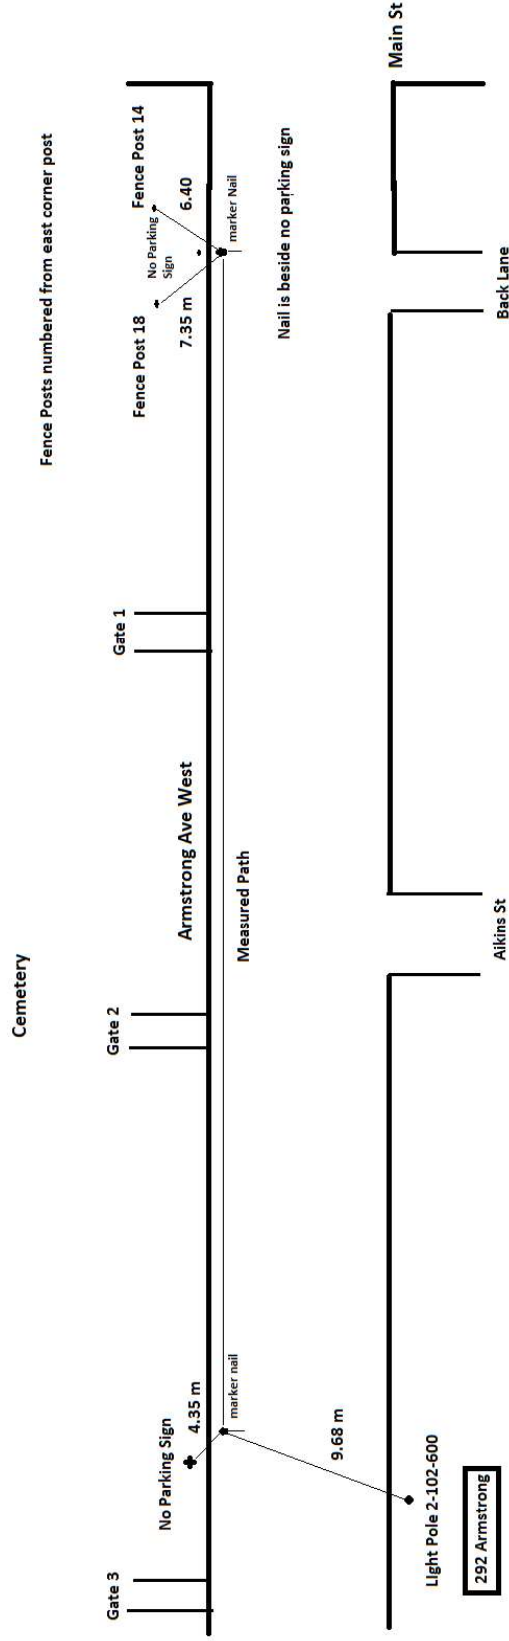 Cemetery
Fence Posts numbered from east corner post
Gate 3
No Parking Sign
4.35 m
marker nail
Gate 2
Armstrong Ave West
Measured Path
Gate 1
Fence Post 18
7.35 m
No Parking
Sign
Fence Post 14
6.40
marker Nail
Nail is beside no parking sign
9.68 m
LIght Pole 2-102-600
292 Armstrong
Aikins St
Back Lane
Main St